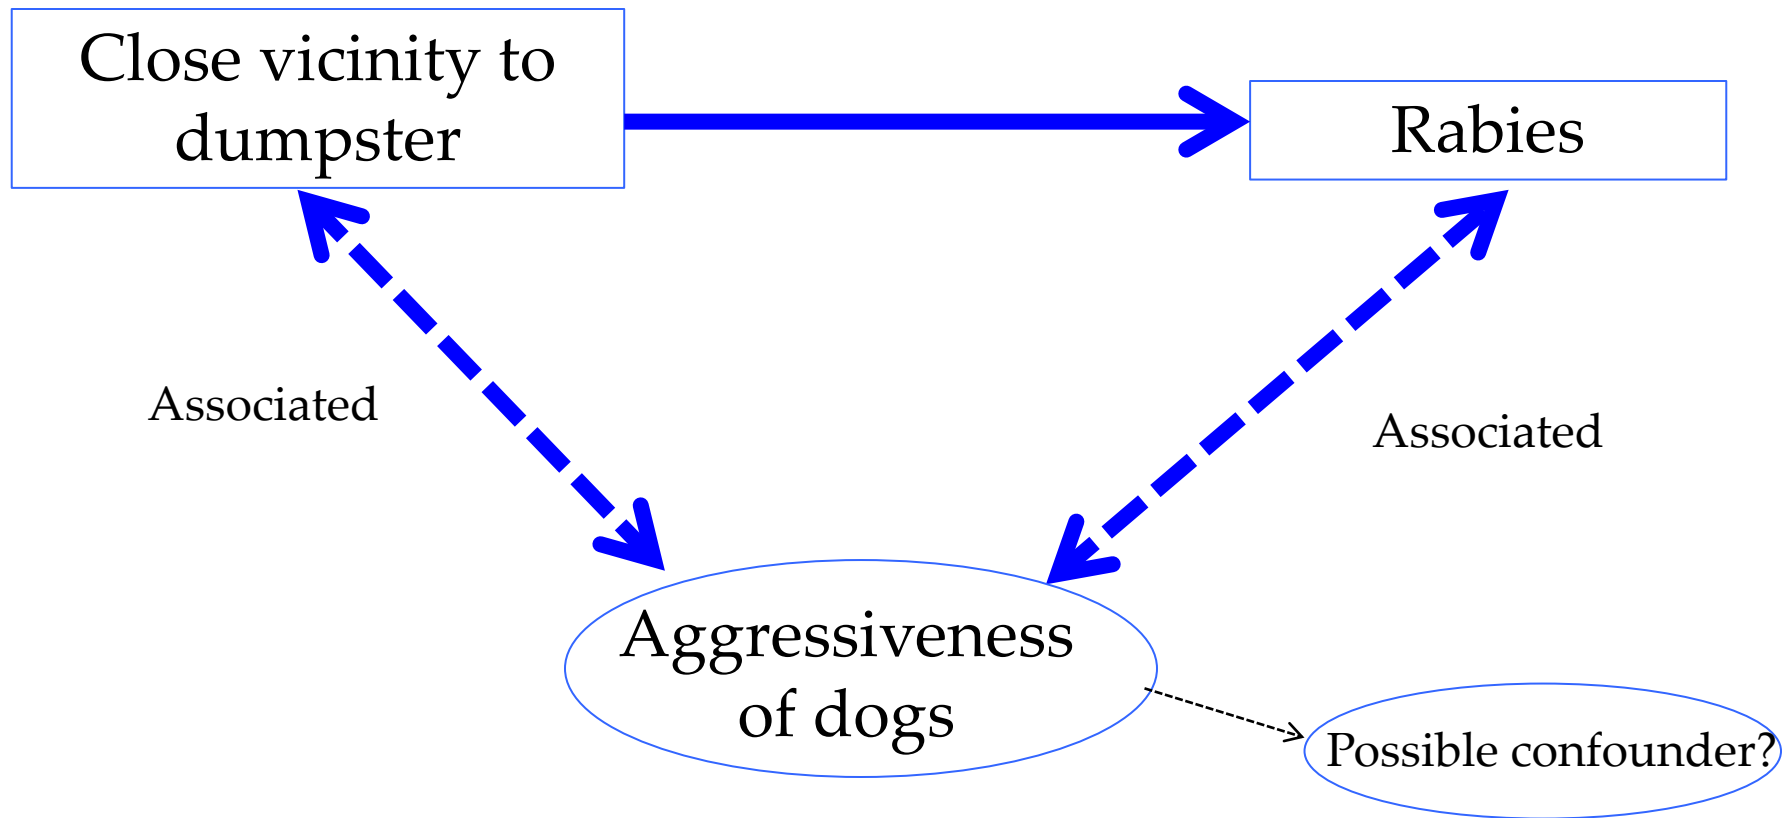 Close vicinity to
dumpster
Rabies
Associated
Associated
Aggressiveness
of dogs
Possible confounder?